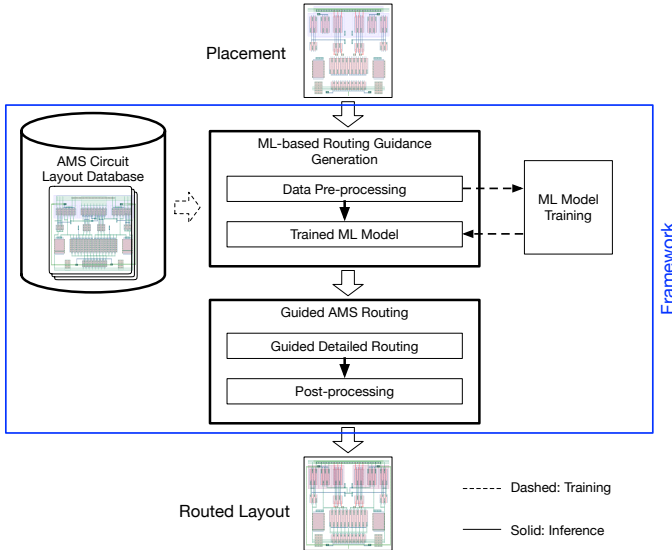 Placement
AMS Circuit
Layout Database
ML-based Routing Guidance
Generation
Data Pre-processing
Trained ML Model
ML Model
Training
Framework
Guided AMS Routing
Guided Detailed Routing
Post-processing
Routed Layout
Dashed: Training
Solid: Inference